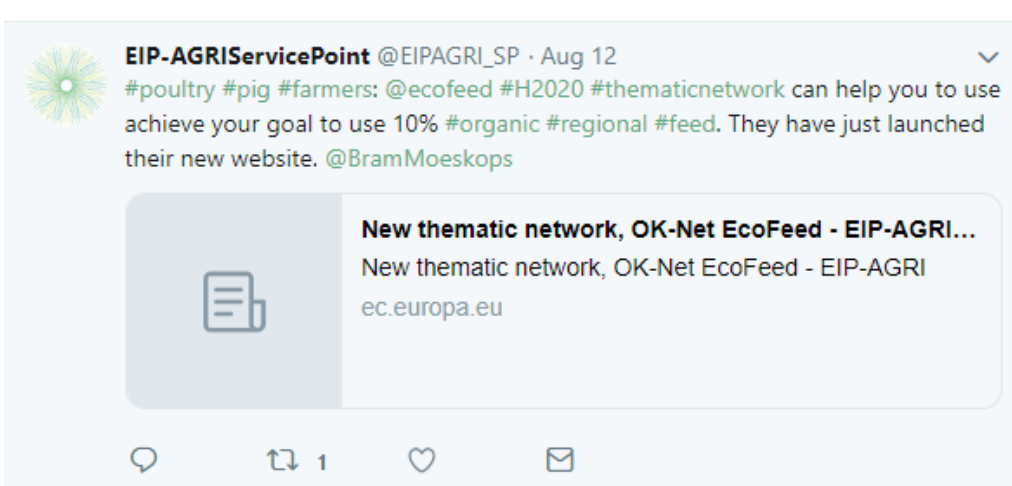 EIP-AGRIServicePoint @EIPAGRI_SP · Aug 12
#poultry #pig #farmers: @ecofeed #H2020 #thematicnetwork can help you to use
achieve your goal to use 10% #organic #regional #feed. They have just launched
their new website. @BramMoeskops
New thematic network, OK-Net EcoFeed - EIP-AGRI...
New thematic network, OK-Net EcoFeed - EIP-AGRI
ec.europa.eu
1